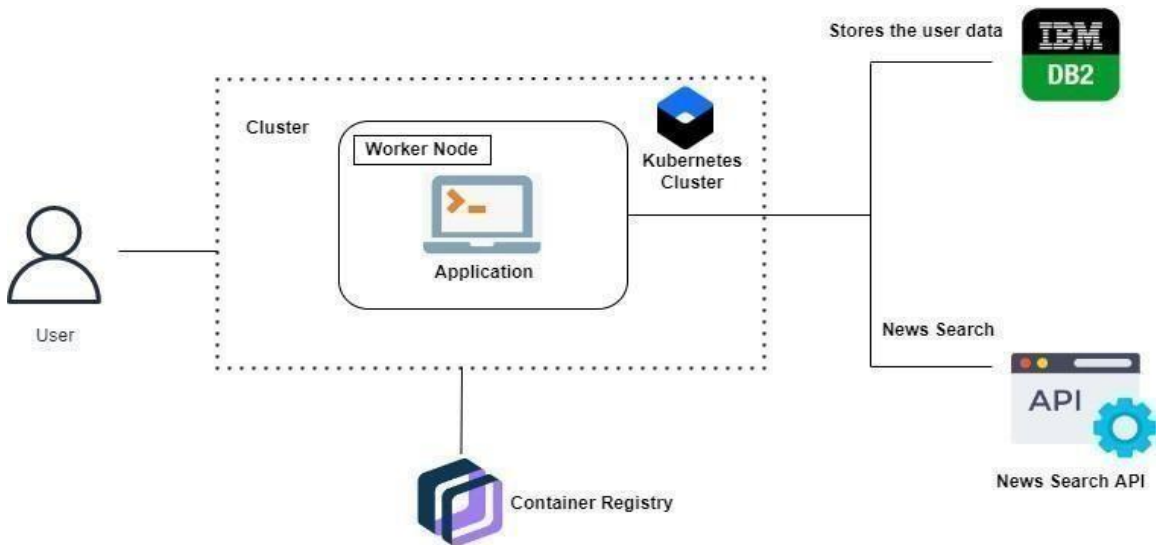 Stores the user data
IBM
DB2
Cluster
Worker Node
Kubernetes
Cluster
Application
User
News Search
API
News Search API
Container Registry